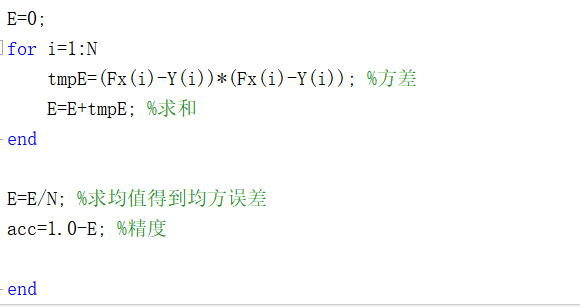 E=0;
for i=1:N
tmpE=(Fx(i)-Y(i))*(Fx(i)-Y(i)); %方差
E=E+tmpE; %求和
end
E=E/N; %求均值得到均方误差
acc=1.0-E; %精度
end